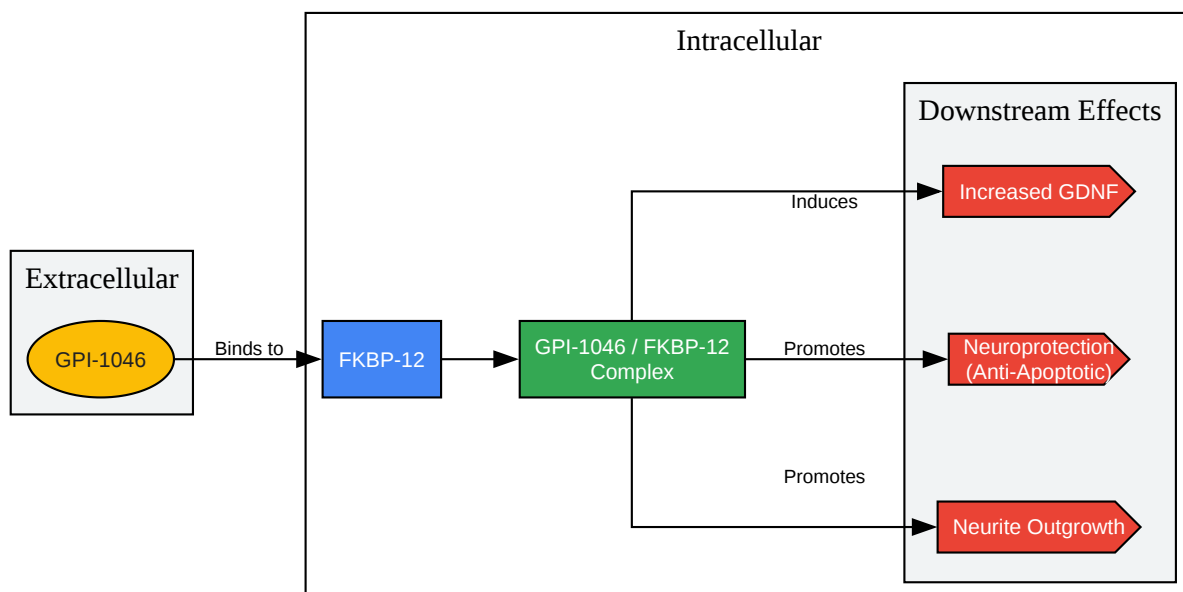 Intracellular
Downstream Effects
Increased GDNF
Induces
Extracellular
GPI-1046
Binds to
FKBP-12
GPI-1046 / FKBP-12
Complex
Promotes
Neuroprotection
(Anti-Apoptotic)
Promotes
Neurite Outgrowth